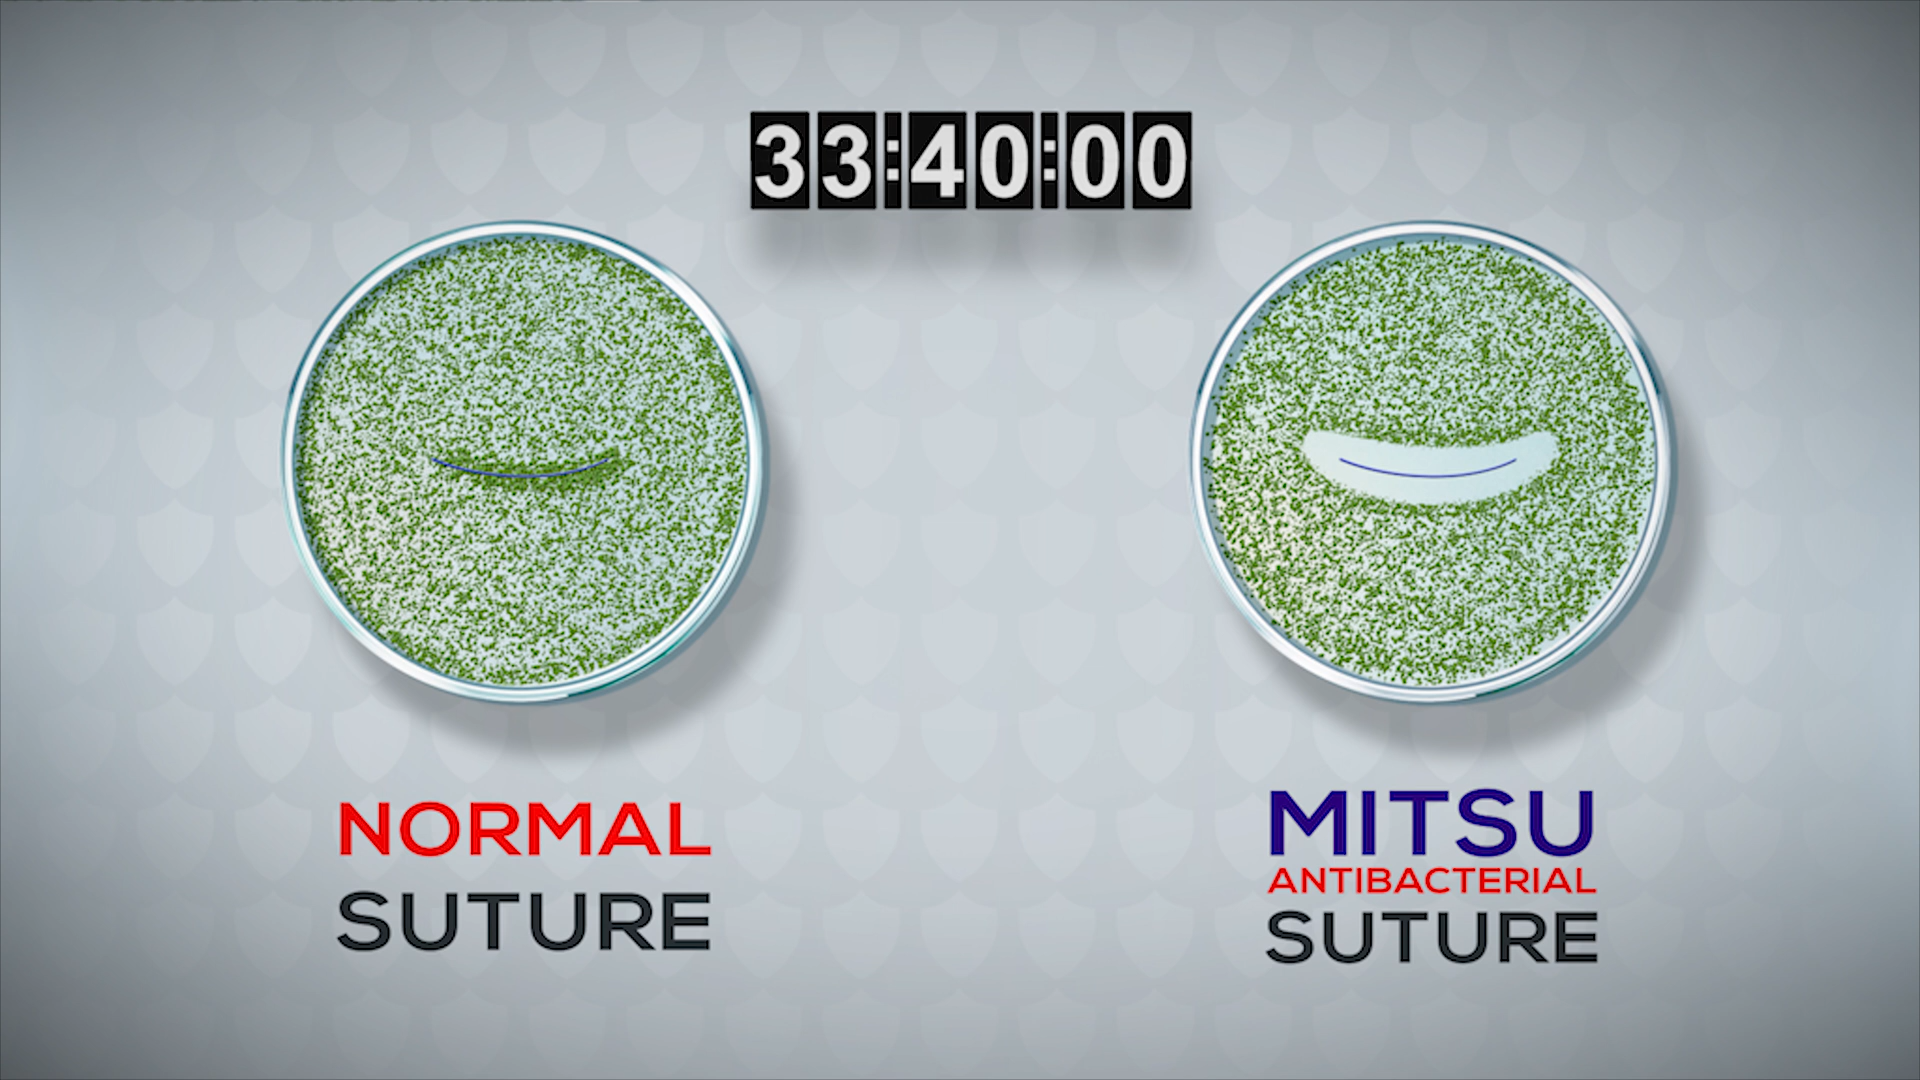 33:40:00
NORMAL
SUTURE
MITSU
ANTIBACTERIAL
SUTURE